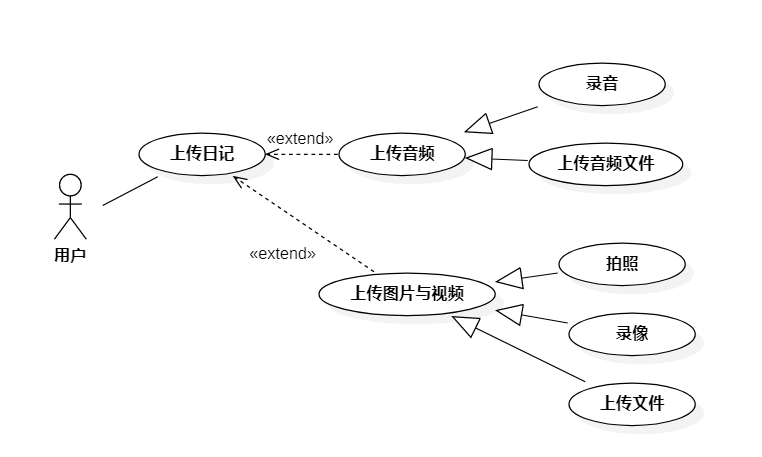 录音
«extend»
上传日记
上传音频
上传音频文件
用户
«extend»
拍照
上传图片与视频
录像
上传文件